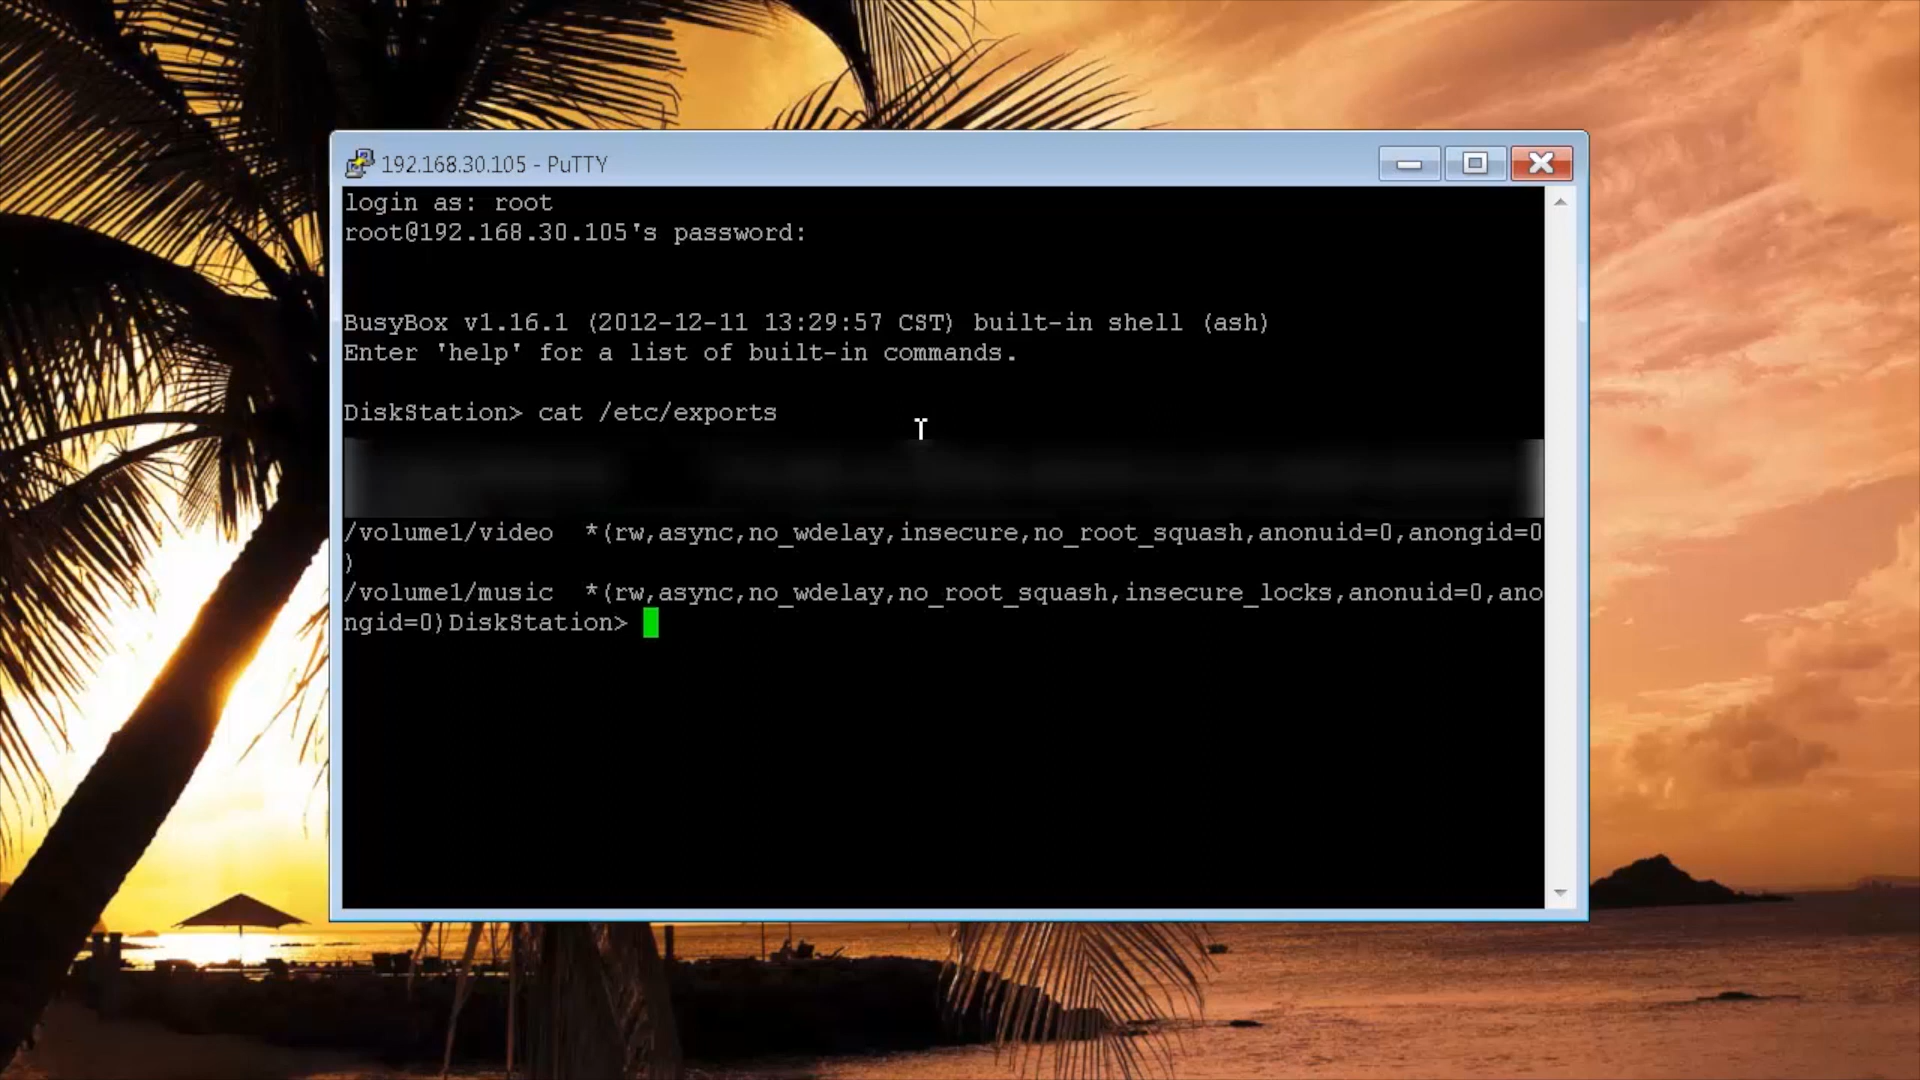 192.168.30.105 - PuTTY
login as: root
root@192.168.30.105's password:
BusyBox v1.16.1 (2012-12-11 13:29:57 CST) built-in shell (ash)
Enter 'help' for a list of built-in commands.
DiskStation> cat /etc/exports
/volume1/video  *(rw,async,no_wdelay,insecure,no_root_squash,anonuid=0,anongid=0
)
/volume1/music  *(rw,async,no_wdelay,no_root_squash,insecure_locks,anonuid=0,ano
ngid=0)DiskStation>